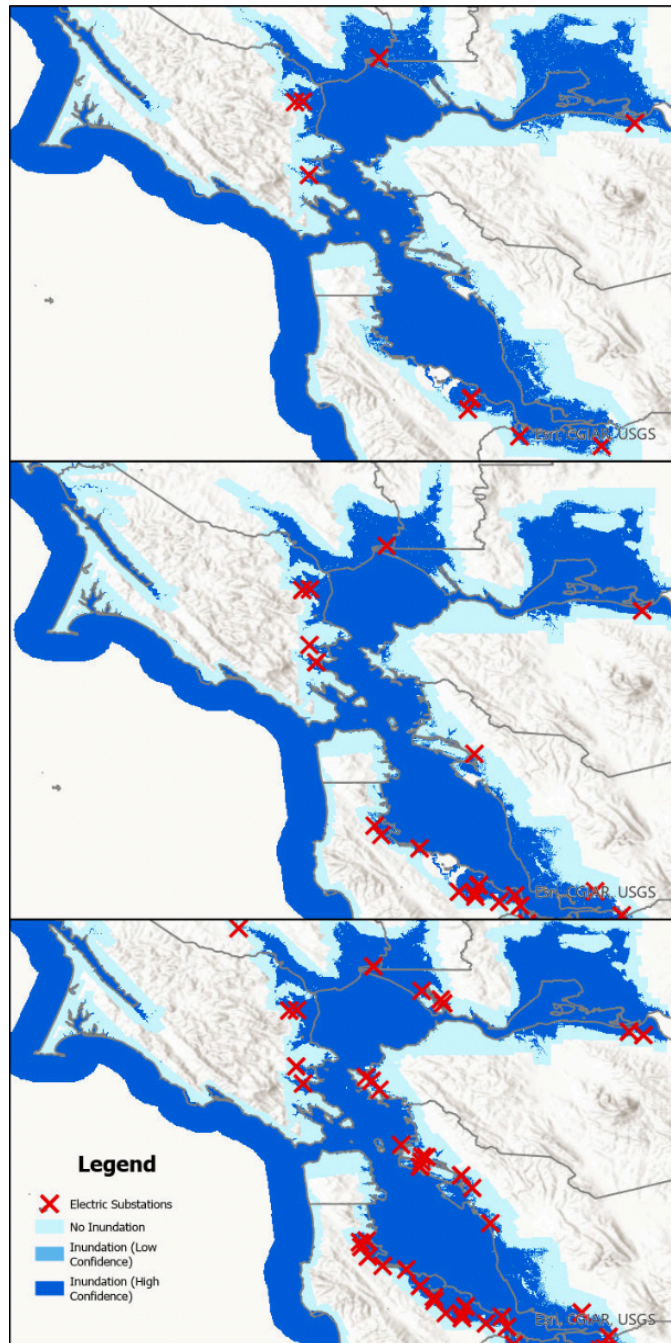 Esri, CGIAR, USGS
Esri, CGIAR, USGS
Legend
Electric Substations
No Inundation
Inundation (Low
Confidence)
Inundation (High
Confidence)
Esri, CGIAR, USGS